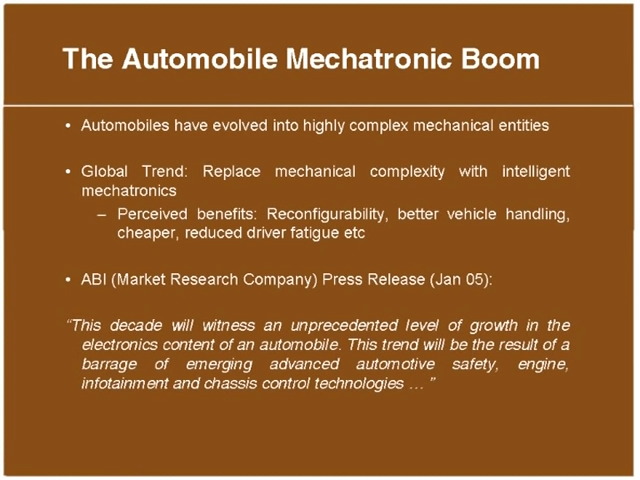 The Automobile Mechatronic Boom
• Automobiles have evolved into highly complex mechanical entities
• Global Trend: Replace mechanical complexity with intelligent
mechatronics
– Perceived benefits: Reconfigurability, better vehicle handling,
cheaper, reduced driver fatigue etc
• ABI (Market Research Company) Press Release (Jan 05):
“This decade will witness an unprecedented level of growth in the
electronics content of an automobile. This trend will be the result of a
barrage of emerging advanced automotive safety, engine,
infotainment and chassis control technologies … ”